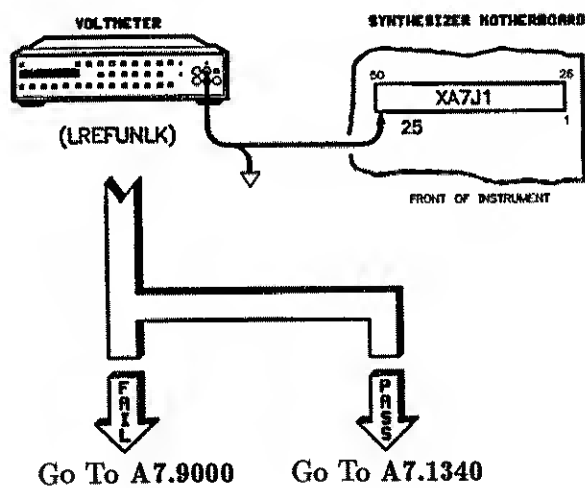 VOLTMETER
SYNTHESIZER MOTHERBOARD
50
26
XA7J1
25
1
(LREFUNLK)
FRONT OF INSTRUMENT
FAIL
PASS
Go To A7.9000
Go To A7.1340